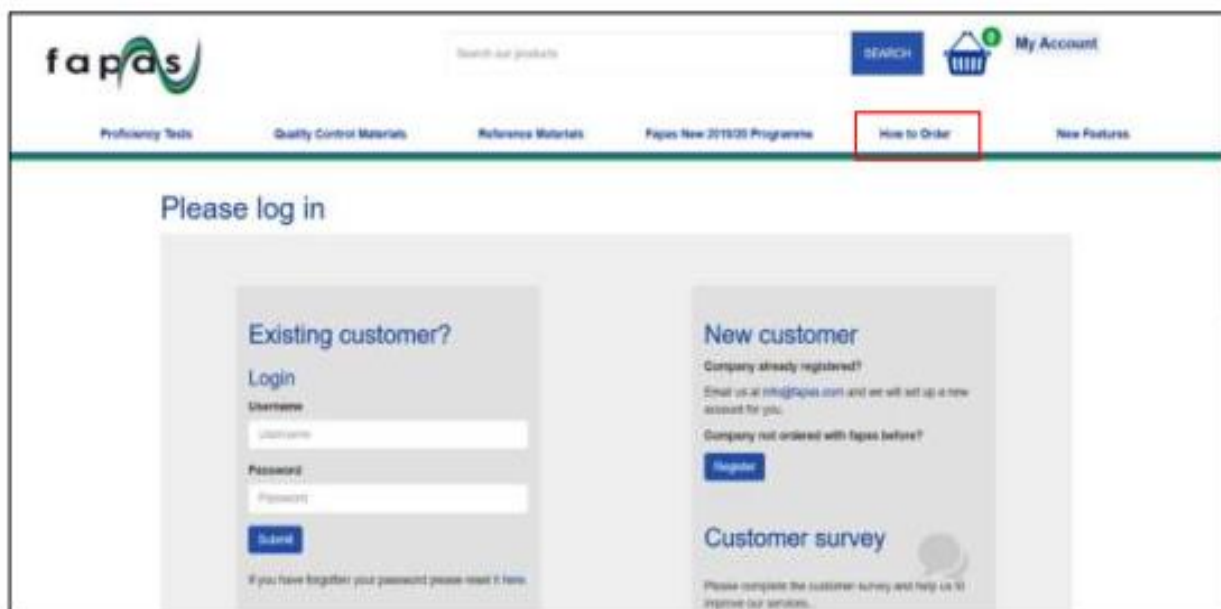 fapas
Search our products
SEARCH
0
My Account
Proficiency Tests
Quality Control Materials
Reference Materials
Fapas New 2019/20 Programme
How to Order
New Features
Please log in
Existing customer?
Login
Username
Username
Password
Password
Submit
If you have forgotten your password please reset it here
New customer
Company already registered?
Email us at info@fapas.com and we will set up a new
account for you.
Company not ordered with fapas before?
Register
Customer survey
Please complete the customer survey and help us to
improve our services...